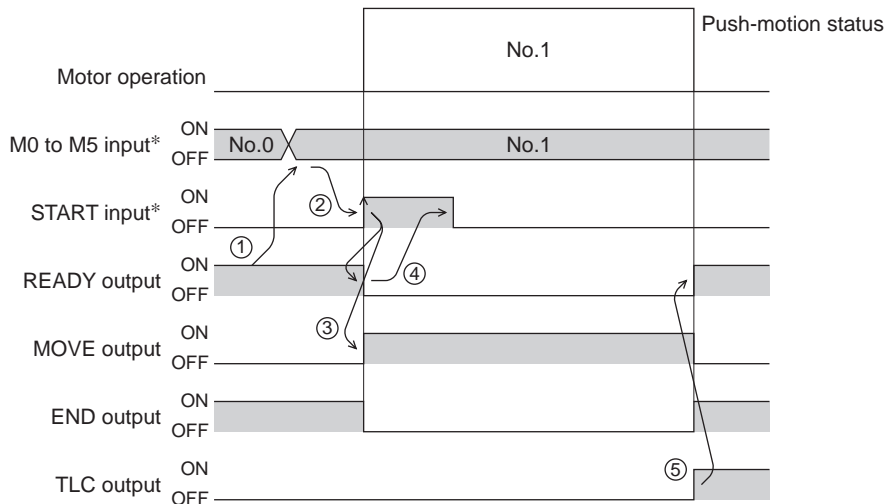 Push-motion status
No.1
Motor operation
M0 to M5 input*
ON
OFF
No.0
No.1
START input*
ON
OFF
②
①
READY output
ON
OFF
④
③
MOVE output
ON
OFF
END output
ON
OFF
TLC output
ON
OFF
⑤